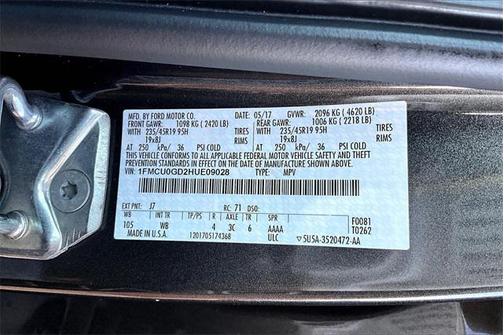 MFD. BY FORD MOTOR CO. DATE: 05/17 GVWR: 2096 KG ( 4620 LB)
FRONT GAWR: 1098 KG ( 2420 LB) REAR GAWR: 1006 KG ( 2218 LB)
235/45R19 95H TIRES 235/45R19 95H TIRES
19x8J RIMS 19x8J RIMS
AT 250 kPa/ 36 PSI COLD AT 250 kPa/ 36 PSI COLD
THIS VEHICLE CONFORMS TO ALL APPLICABLE FEDERAL MOTOR VEHICLE SAFETY AND THEFT PREVENTION STANDARDS IN EFFECT ON THE DATE OF MANUFACTURE SHOWN ABOVE.
VIN: 1FMCU0GD2HUE09028 TYPE: MPV
EXT PNT: J7 RC: 71 DSO: F0081
WB INT TR TP/PS R AXLE TR SPR T0262
105 WB 4 3C 6 AAAA
MADE IN U.S.A. 1201705174368 ULC 5U5A-3520472-AA